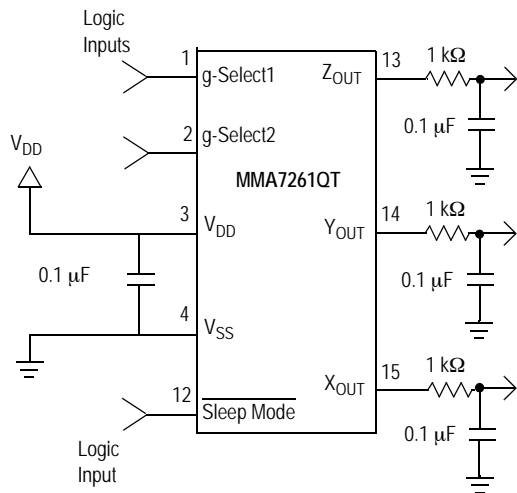 Logic
Inputs
1
g-Select1
2
g-Select2
V_DD
3
V_DD
0.1 μF
4
V_SS
12
Sleep Mode
Logic
Input
MMA7261QT
Z_OUT
13
1 kΩ
0.1 μF
Y_OUT
14
1 kΩ
0.1 μF
X_OUT
15
1 kΩ
0.1 μF